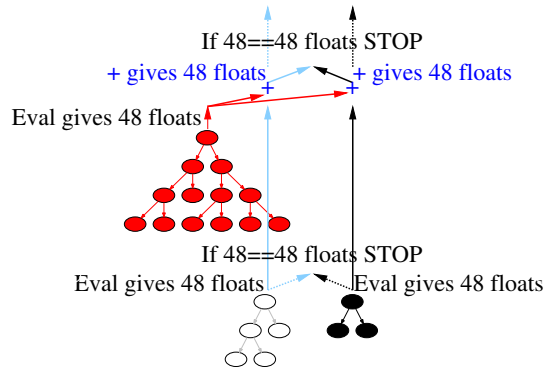 If 48==48 floats STOP
+ gives 48 floats
+ gives 48 floats
+
+
Eval gives 48 floats
If 48==48 floats STOP
Eval gives 48 floats
Eval gives 48 floats